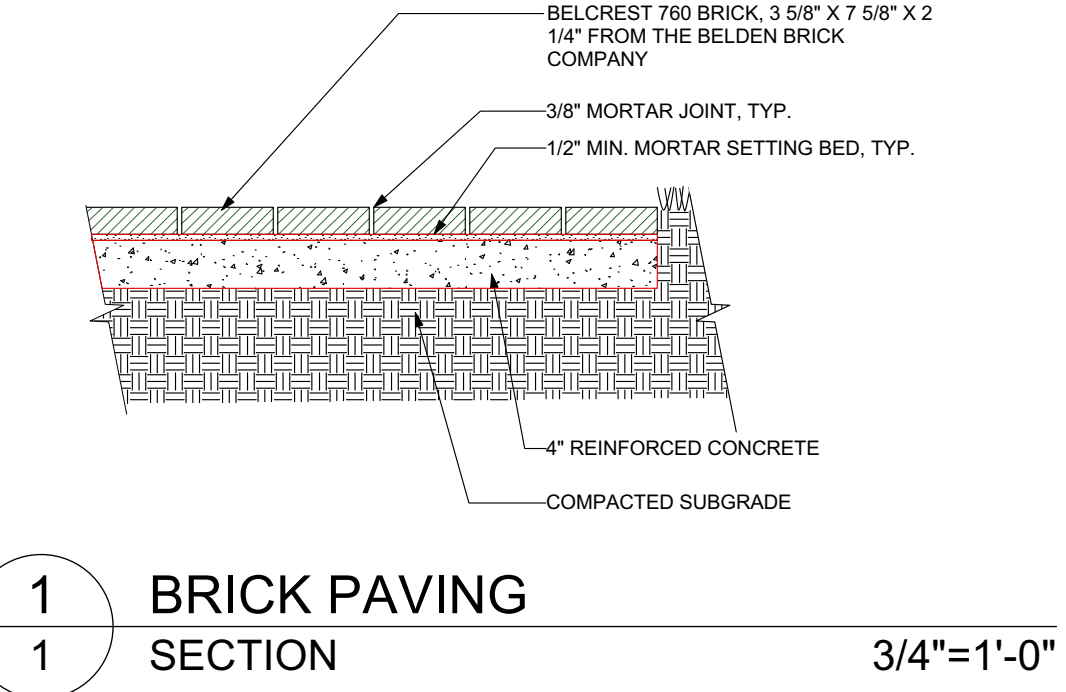 BELCREST 760 BRICK, 3 5/8" X 7 5/8" X 2
1/4" FROM THE BELDEN BRICK
COMPANY
3/8" MORTAR JOINT, TYP.
1/2" MIN. MORTAR SETTING BED, TYP.
4" REINFORCED CONCRETE
COMPACTED SUBGRADE
1 BRICK PAVING
1 SECTION 3/4"=1'-0"